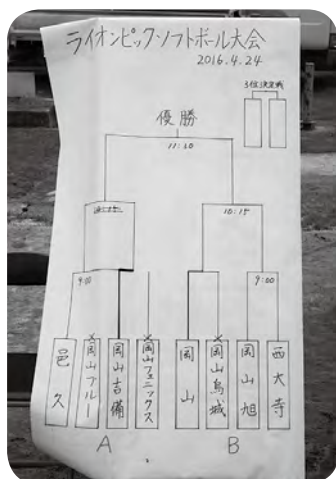 ライオンピックソフトボール大会
2016.4.24
3位決定戦
優勝
11:30
10:15
9:00
9:00
邑久
岡山ブルー
岡山吉備
岡山フェニックス
岡山
岡山烏城
岡山旭
西大寺
A
B